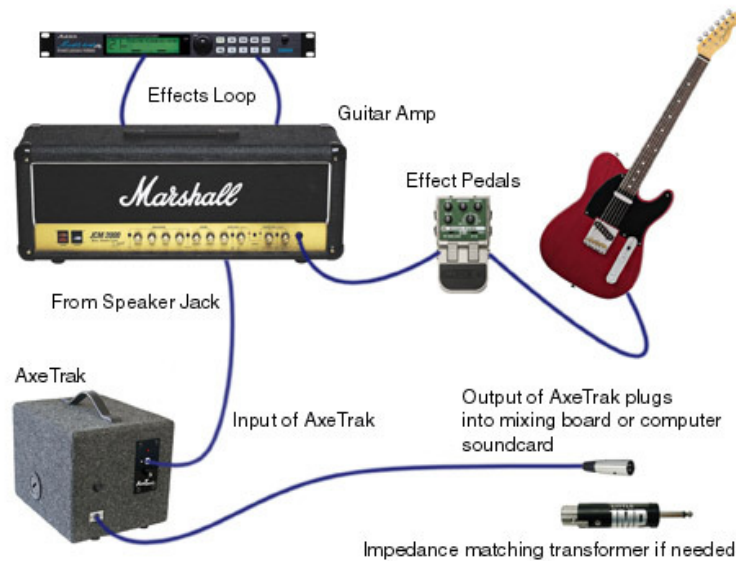 Effects Loop
Guitar Amp
Marshall
JCM 2000
Effect Pedals
From Speaker Jack
AxeTrak
Input of AxeTrak
Output of AxeTrak plugs
into mixing board or computer
soundcard
Impedance matching transformer if needed